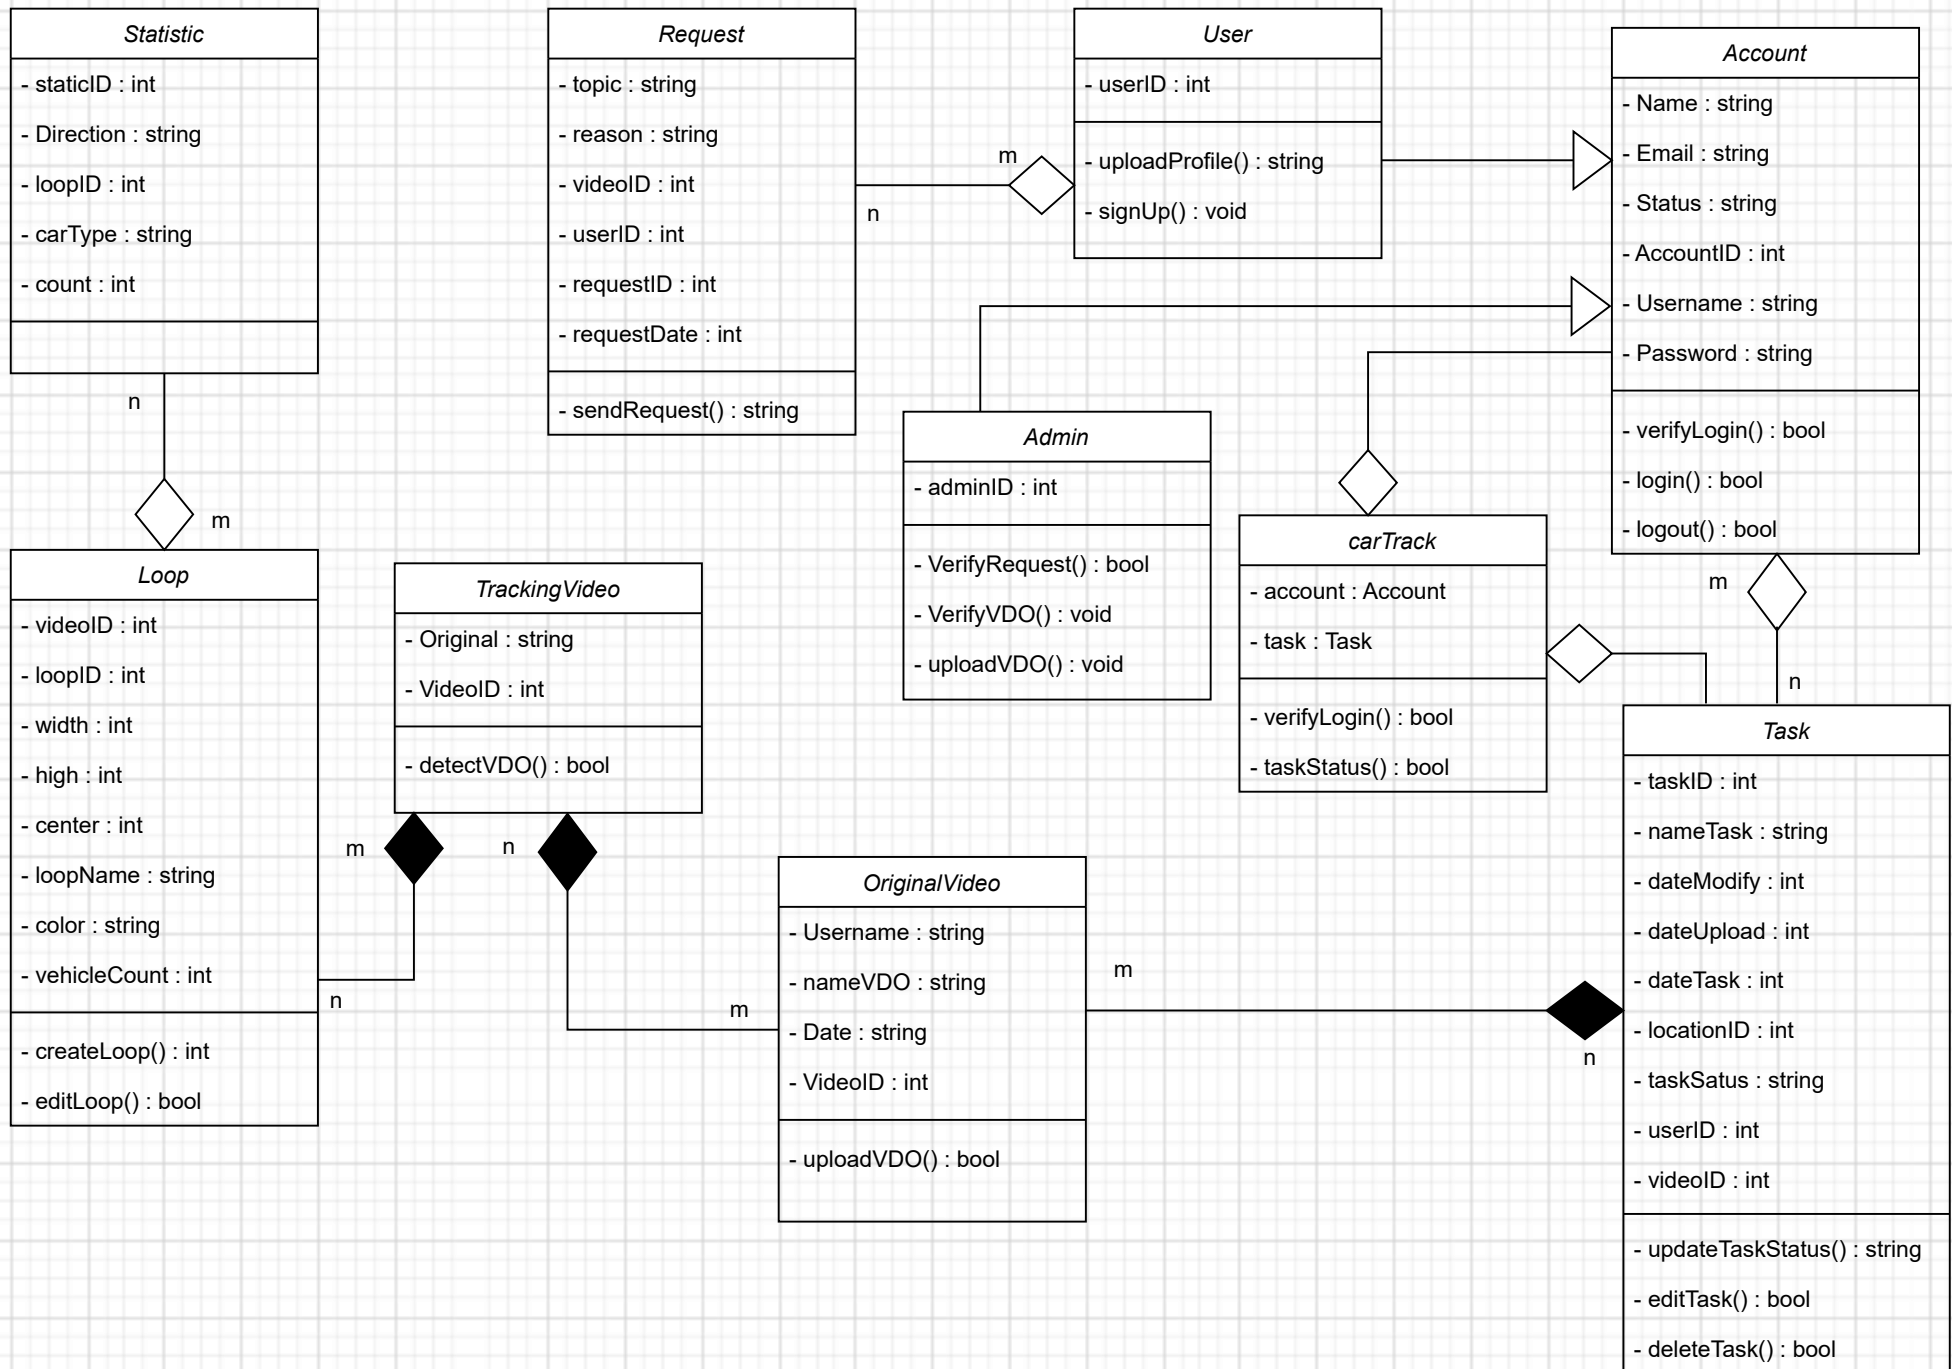 Statistic
- staticID : int
- Direction : string
- loopID : int
- carType : string
- count : int
n
m
Request
- topic : string
- reason : string
- videoID : int
- userID : int
- requestID : int
- requestDate : int
- sendRequest() : string
n
m
User
- userID : int
- uploadProfile() : string
- signUp() : void
Account
- Name : string
- Email : string
- Status : string
- AccountID : int
- Username : string
- Password : string
- verifyLogin() : bool
- login() : bool
- logout() : bool
m
n
Admin
- adminID : int
- VerifyRequest() : bool
- VerifyVDO() : void
- uploadVDO() : void
carTrack
- account : Account
- task : Task
- verifyLogin() : bool
- taskStatus() : bool
Loop
- videoID : int
- loopID : int
- width : int
- high : int
- center : int
- loopName : string
- color : string
- vehicleCount : int
- createLoop() : int
- editLoop() : bool
TrackingVideo
- Original : string
- VideoID : int
- detectVDO() : bool
m
n
n
m
OriginalVideo
- Username : string
- nameVDO : string
- Date : string
- VideoID : int
- uploadVDO() : bool
m
n
Task
- taskID : int
- nameTask : string
- dateModify : int
- dateUpload : int
- dateTask : int
- locationID : int
- taskSatus : string
- userID : int
- videoID : int
- updateTaskStatus() : string
- editTask() : bool
- deleteTask() : bool